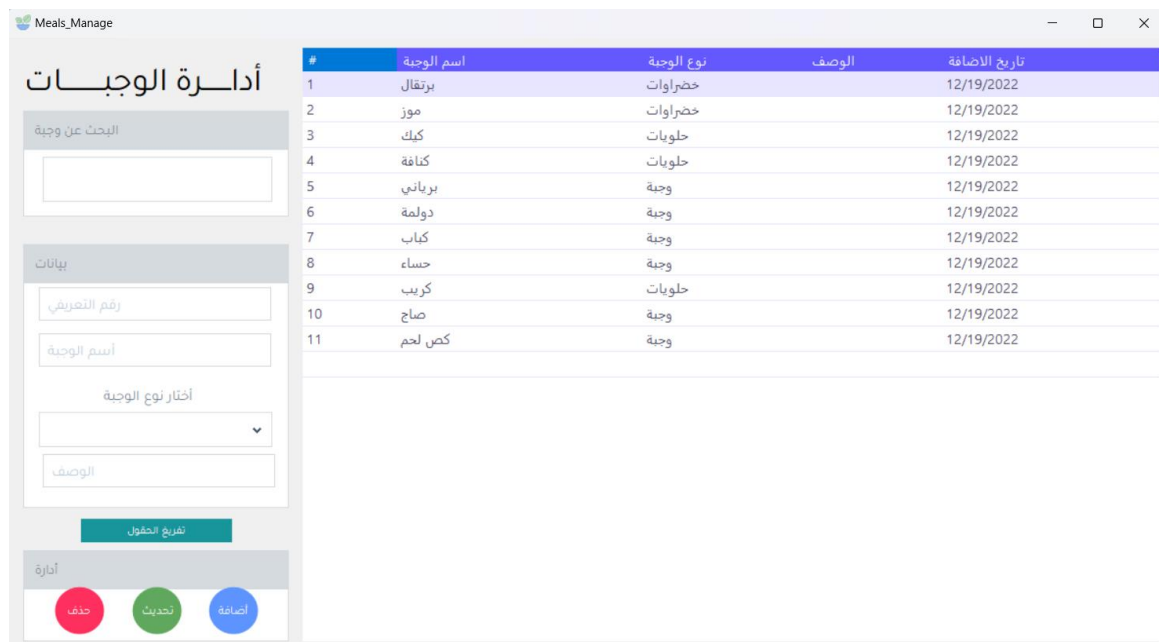 Meals_Manage
أدلـــرة الوجبـــــات
البحث عن وجبة
بيانات
رقم التعريفي
أسم الوجبة
أختار نوع الوجبة
الوصف
تفريغ الحقول
أدارة
حذف تحديث أضافة
# اسم الوجبة نوع الوجبة الوصف تاريخ الاضافة
1 برتقال خضراوات 12/19/2022
2 موز خضراوات 12/19/2022
3 كيك حلويات 12/19/2022
4 كنافة حلويات 12/19/2022
5 برياني وجبة 12/19/2022
6 دولمة وجبة 12/19/2022
7 كباب وجبة 12/19/2022
8 حساء وجبة 12/19/2022
9 كريب حلويات 12/19/2022
10 صاج وجبة 12/19/2022
11 كص لحم وجبة 12/19/2022